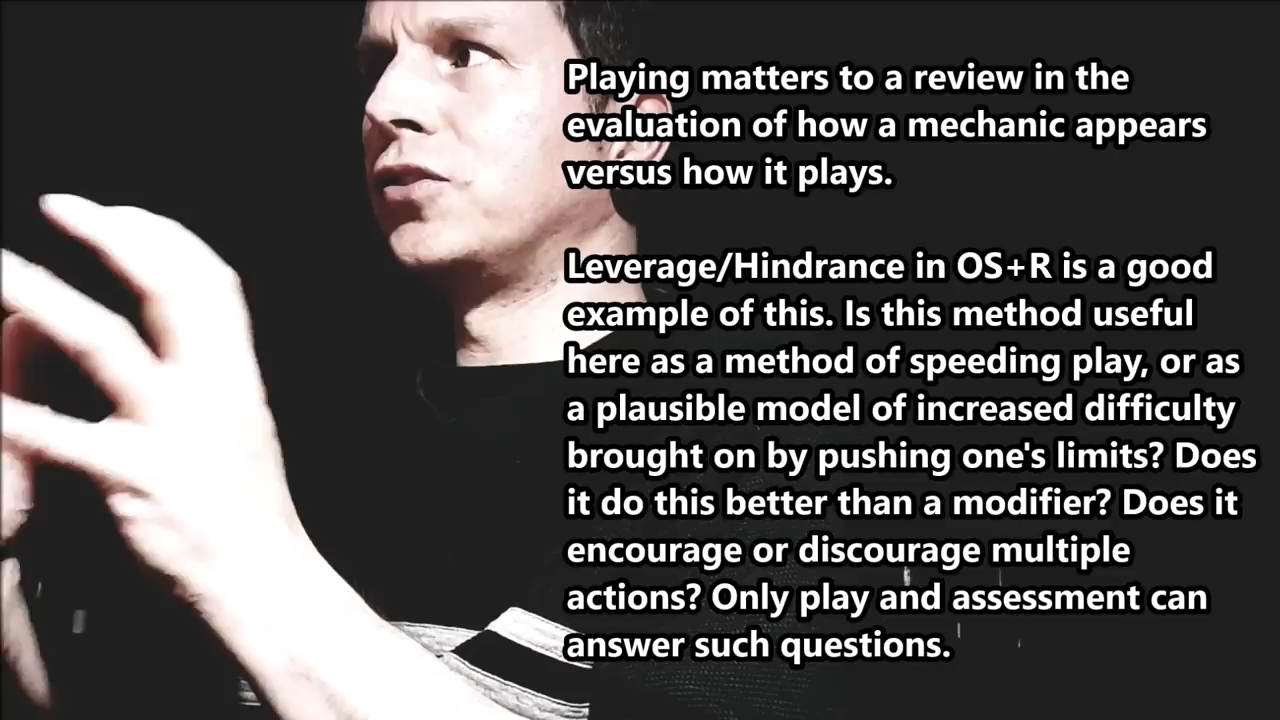 Playing matters to a review in the
evaluation of how a mechanic appears
versus how it plays.
Leverage/Hindrance in OS+R is a good
example of this. Is this method useful
here as a method of speeding play, or as
a plausible model of increased difficulty
brought on by pushing one's limits? Does
it do this better than a modifier? Does it
encourage or discourage multiple
actions? Only play and assessment can
answer such questions.